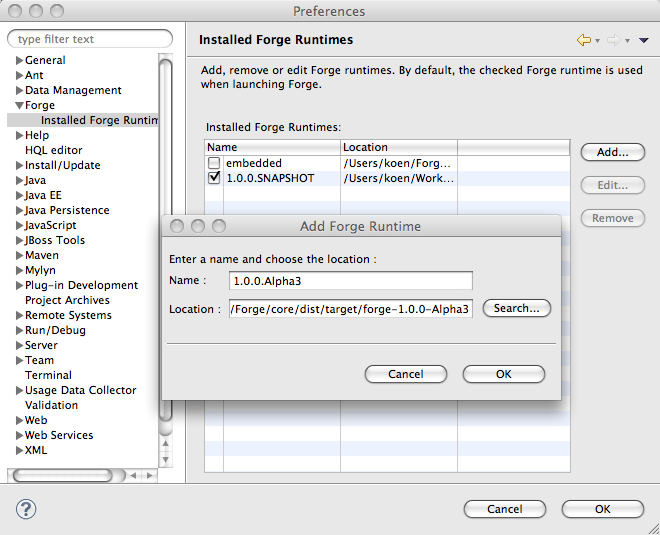 Preferences
type filter text
General
Ant
Data Management
Forge
Installed Forge Runtim
Help
HQL editor
Install/Update
Java
Java EE
Java Persistence
JavaScript
JBoss Tools
Maven
Mylyn
Plug-in Development
Project Archives
Remote Systems
Run/Debug
Server
Team
Terminal
Usage Data Collector
Validation
Web
Web Services
XML
Installed Forge Runtimes
Add, remove or edit Forge runtimes. By default, the checked Forge runtime is used
when launching Forge.
Installed Forge Runtimes:
Name Location
embedded /Users/koen/Forg...
1.0.0.SNAPSHOT /Users/koen/Work...
Add...
Edit...
Remove
Add Forge Runtime
Enter a name and choose the location :
Name : 1.0.0.Alpha3
Location : /Forge/core/dist/target/forge-1.0.0-Alpha3 Search...
Cancel OK
? Cancel OK